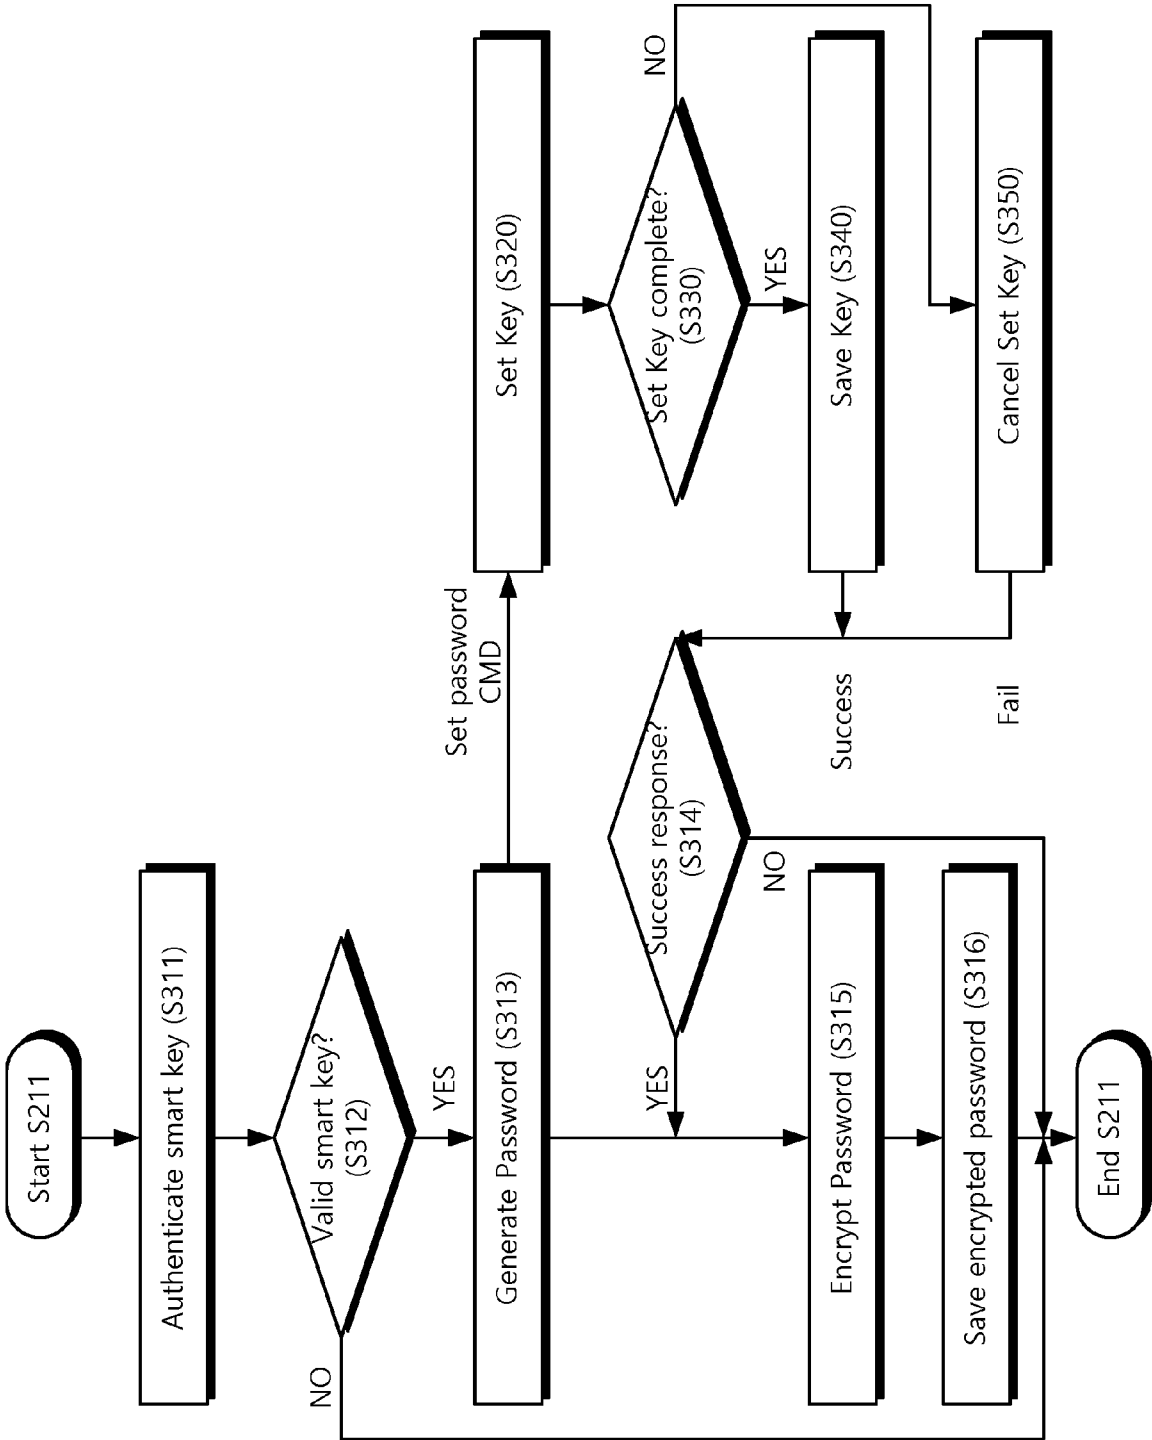 Start S211
Authenticate smart key (S311)
Valid smart key?
(S312)
NO
YES
Generate Password (S313)
Set password
CMD
Set Key (S320)
Set Key complete?
(S330)
NO
YES
Save Key (S340)
Cancel Set Key (S350)
Success
Fail
Success response?
(S314)
YES
NO
Encrypt Password (S315)
Save encrypted password (S316)
End S211